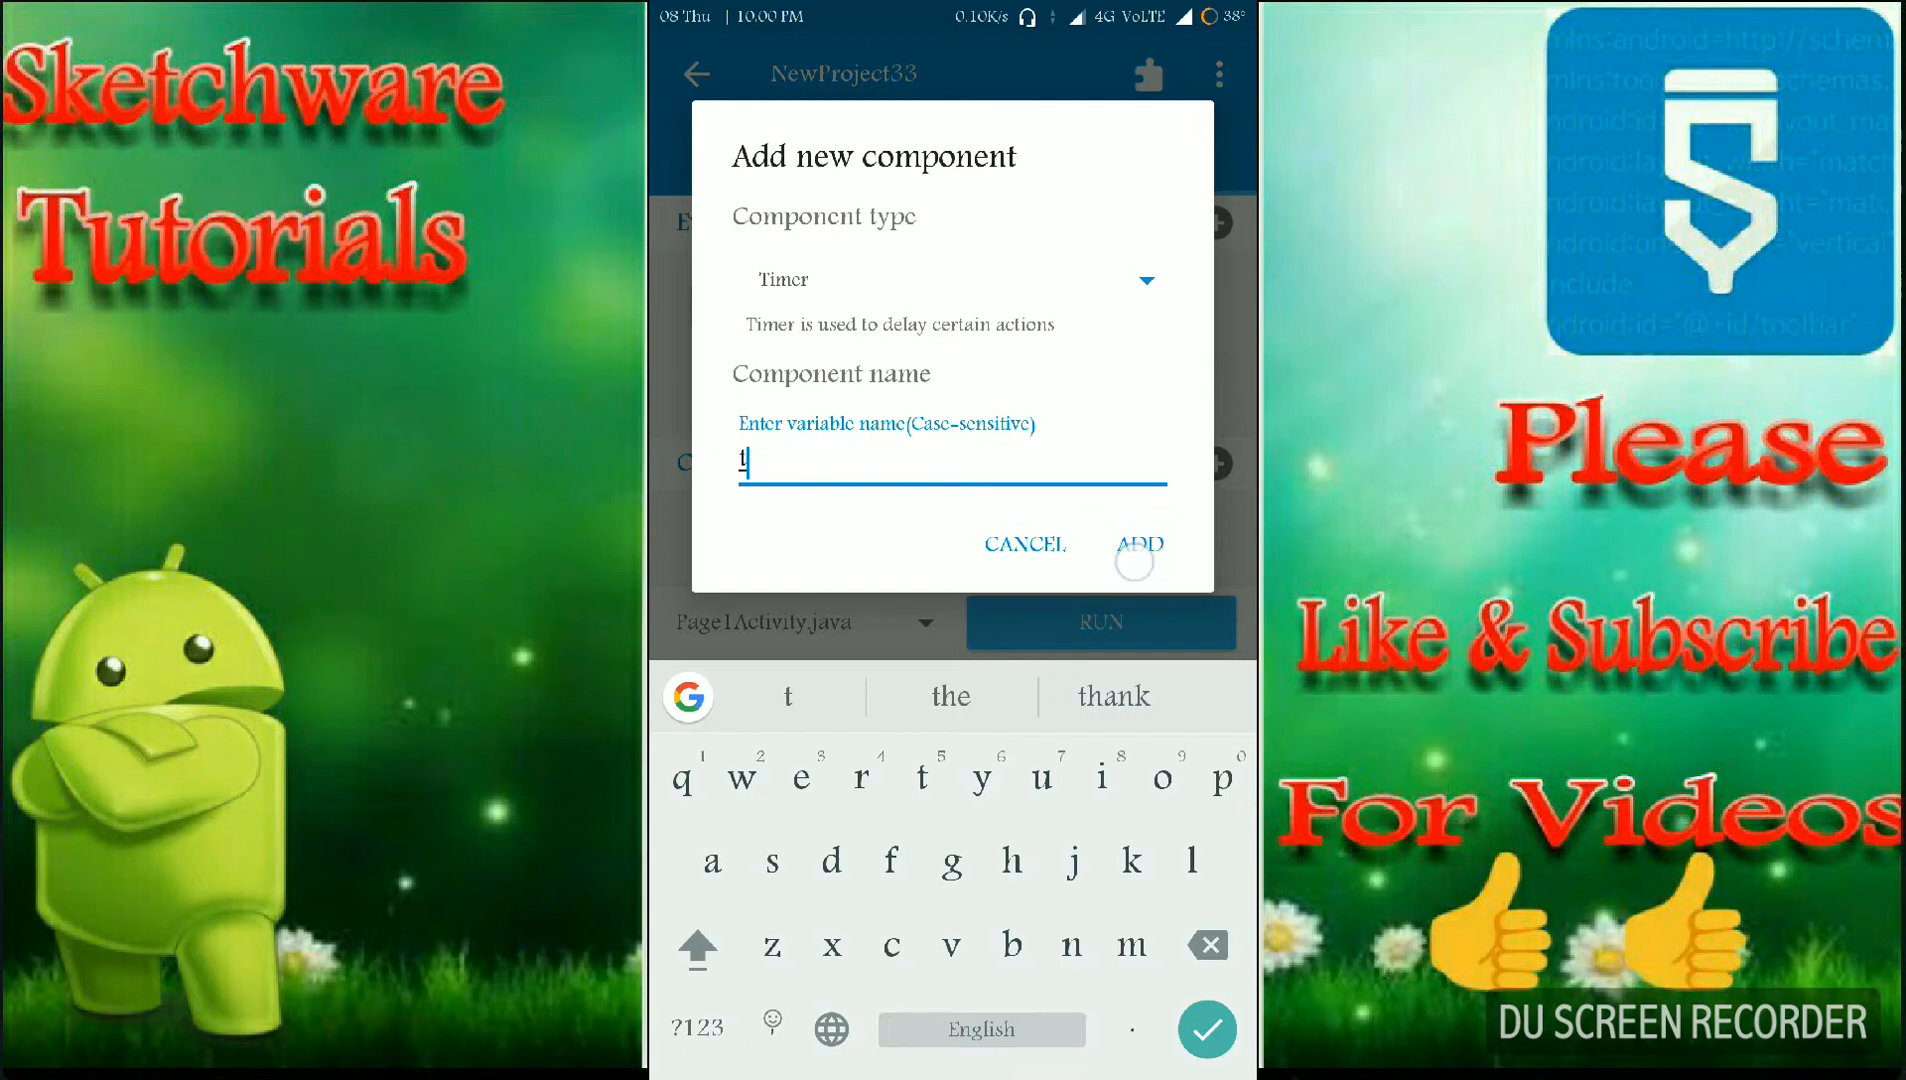 Sketchware
Tutorials
08 Thu | 10.00 PM
0.10K/s 4G VoLTE 38°
NewProject33
Add new component
Component type
Timer
Timer is used to delay certain actions
Component name
Enter variable name(Case-sensitive)
t
CANCEL ADD
Page1Activity.java
RUN
t the thank
1 2 3 4 5 6 7 8 9 0
q w e r t y u i o p
a s d f g h j k l
z x c v b n m
?123 English .
Please
Like & Subscribe
For Videos
DU SCREEN RECORDER